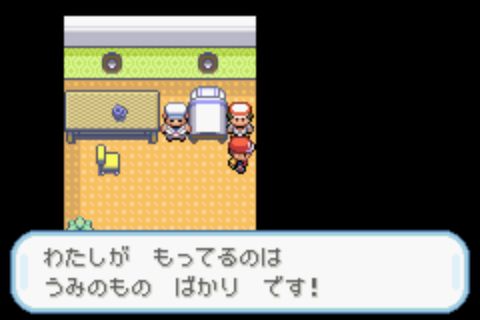 わたしが　もってるのは
うみのもの　ばかり　です！